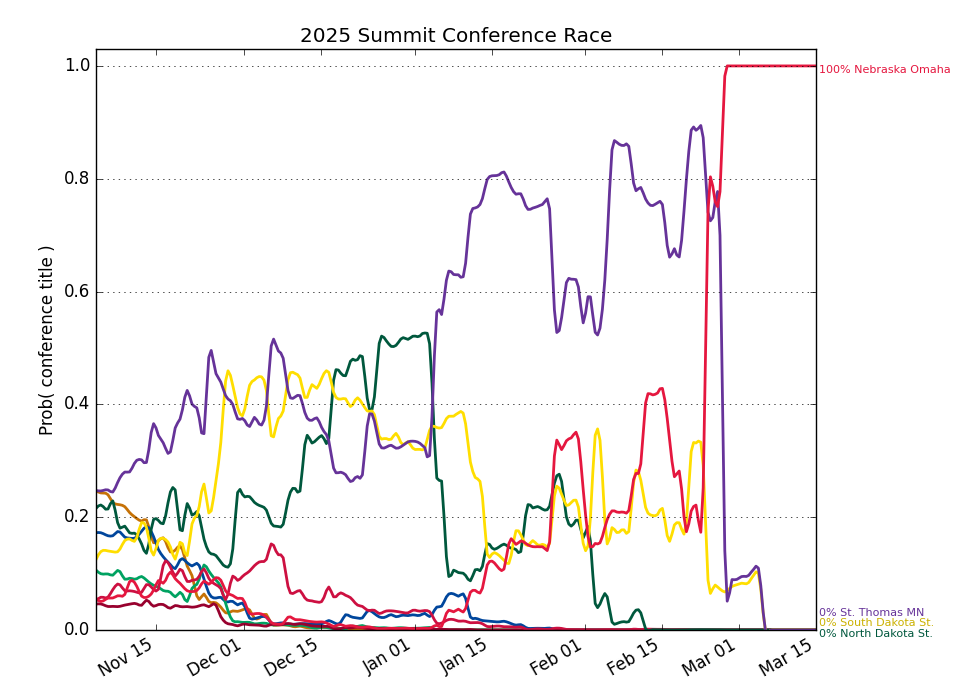 2025 Summit Conference Race
Prob( conference title )
1.0
0.8
0.6
0.4
0.2
0.0
100% Nebraska Omaha
0% St. Thomas MN
0% South Dakota St.
0% North Dakota St.
Nov 15
Dec 01
Dec 15
Jan 01
Jan 15
Feb 01
Feb 15
Mar 01
Mar 15